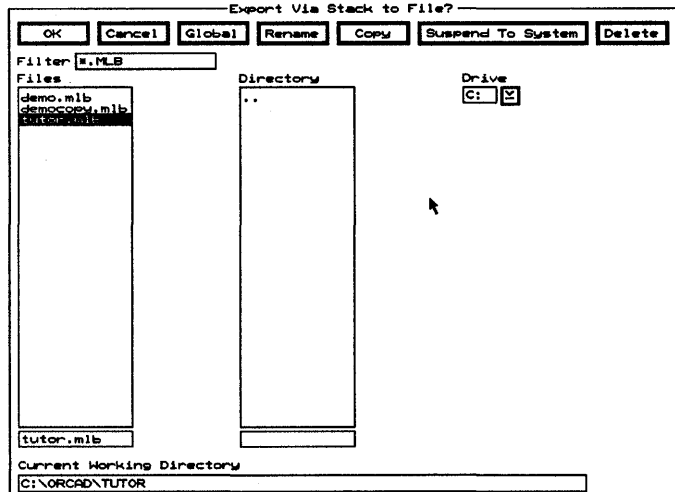 Export Via Stack to File?
OK Cancel Global Rename Copy Suspend To System Delete
Filter *.MLB
Files Directory Drive
demo.mlb .. C:
democopy.mlb
tutor.mlb
tutor.mlb
Current Working Directory
C:\ORCAD\TUTOR